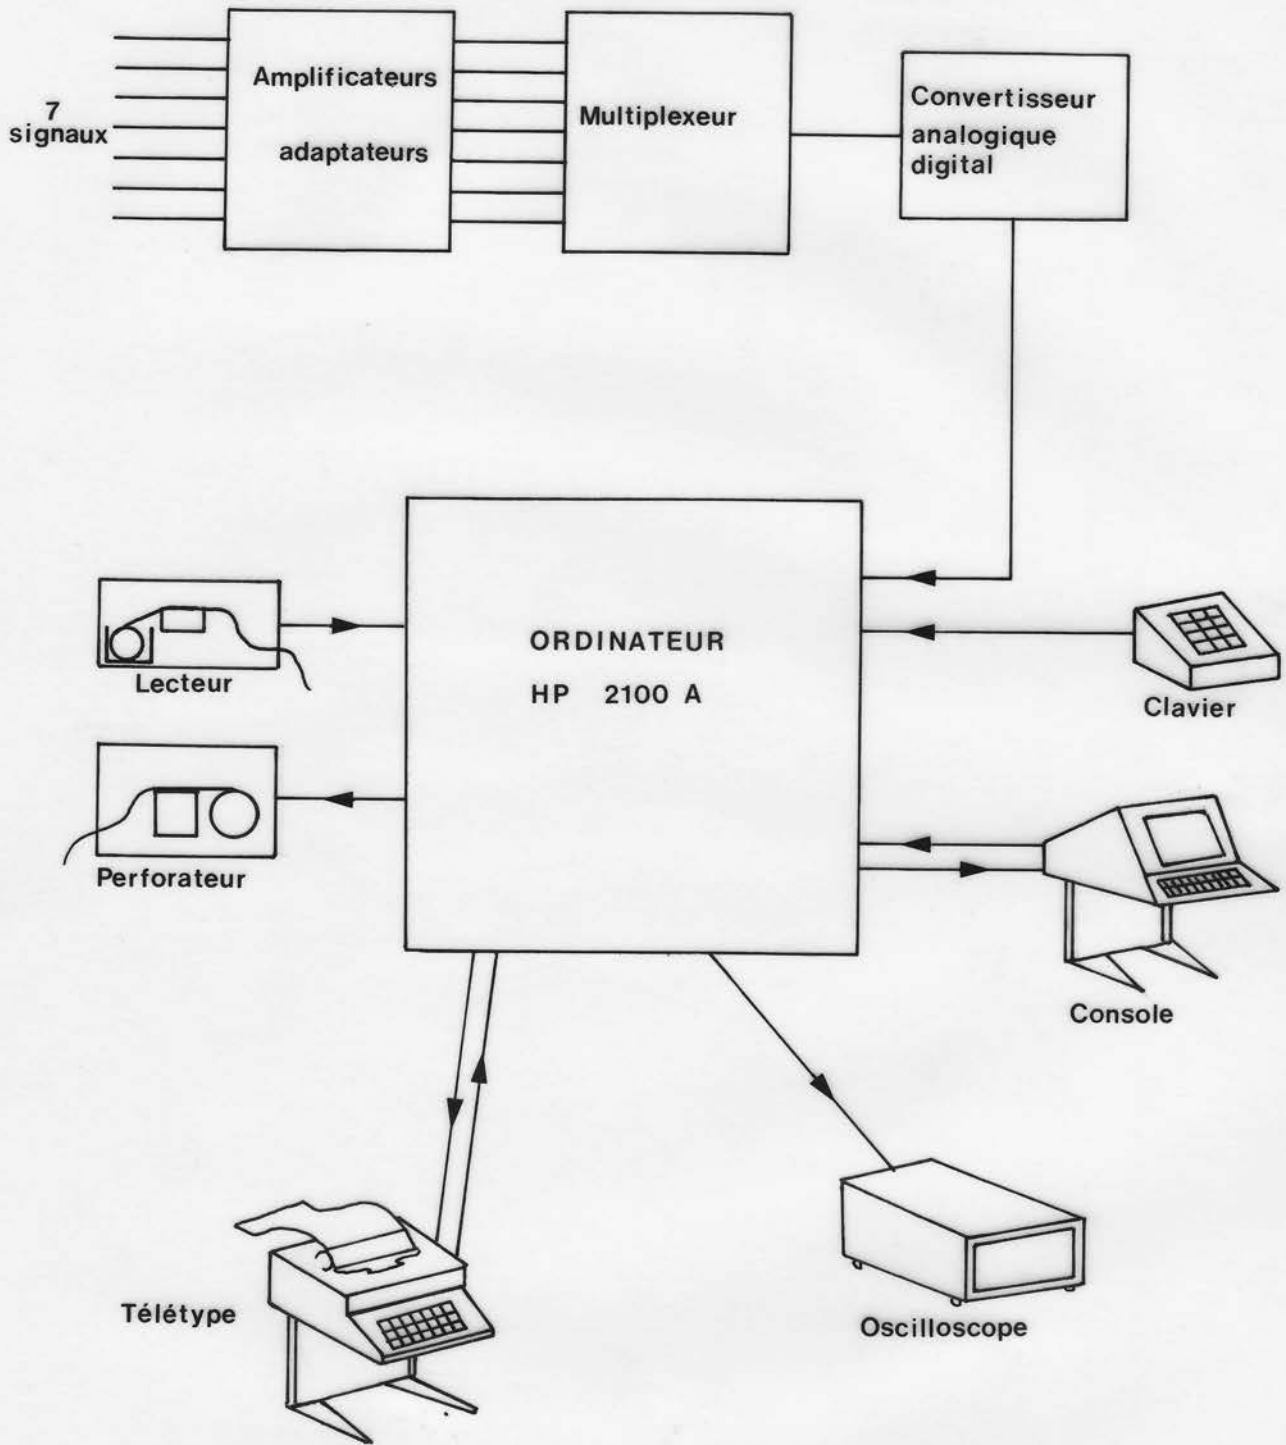 7
signaux
Amplificateurs
adaptateurs
Multiplexeur
Convertisseur
analogique
digital
ORDINATEUR
HP 2100 A
Lecteur
Perforateur
Clavier
Console
Télétype
Oscilloscope